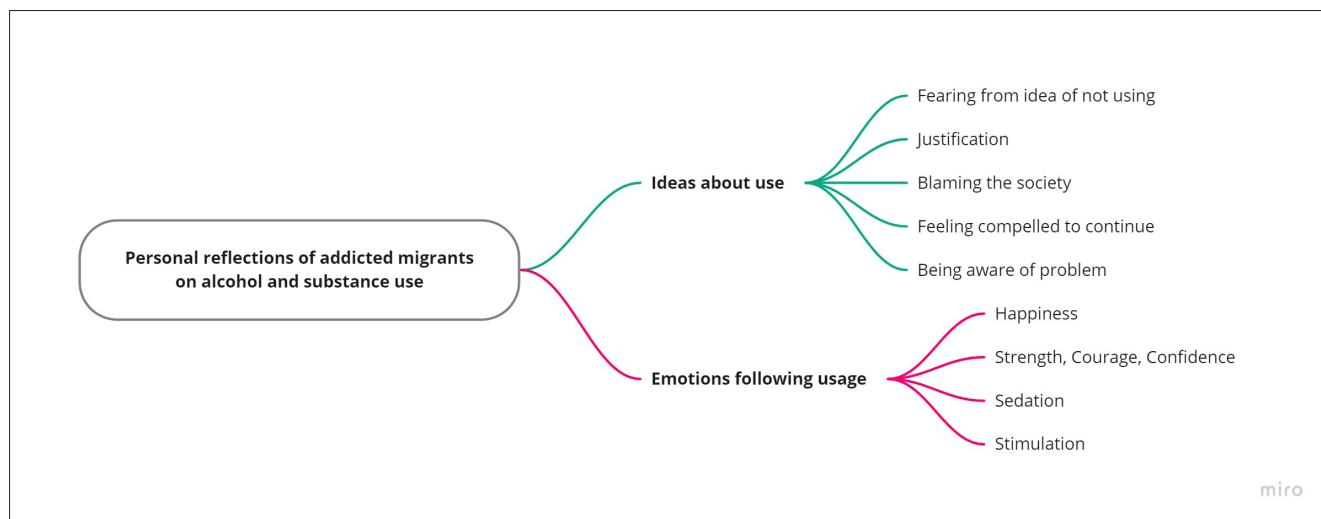 Personal reflections of addicted migrants
on alcohol and substance use
Ideas about use
Fearing from idea of not using
Justification
Blaming the society
Feeling compelled to continue
Being aware of problem
Emotions following usage
Happiness
Strength, Courage, Confidence
Sedation
Stimulation
miro